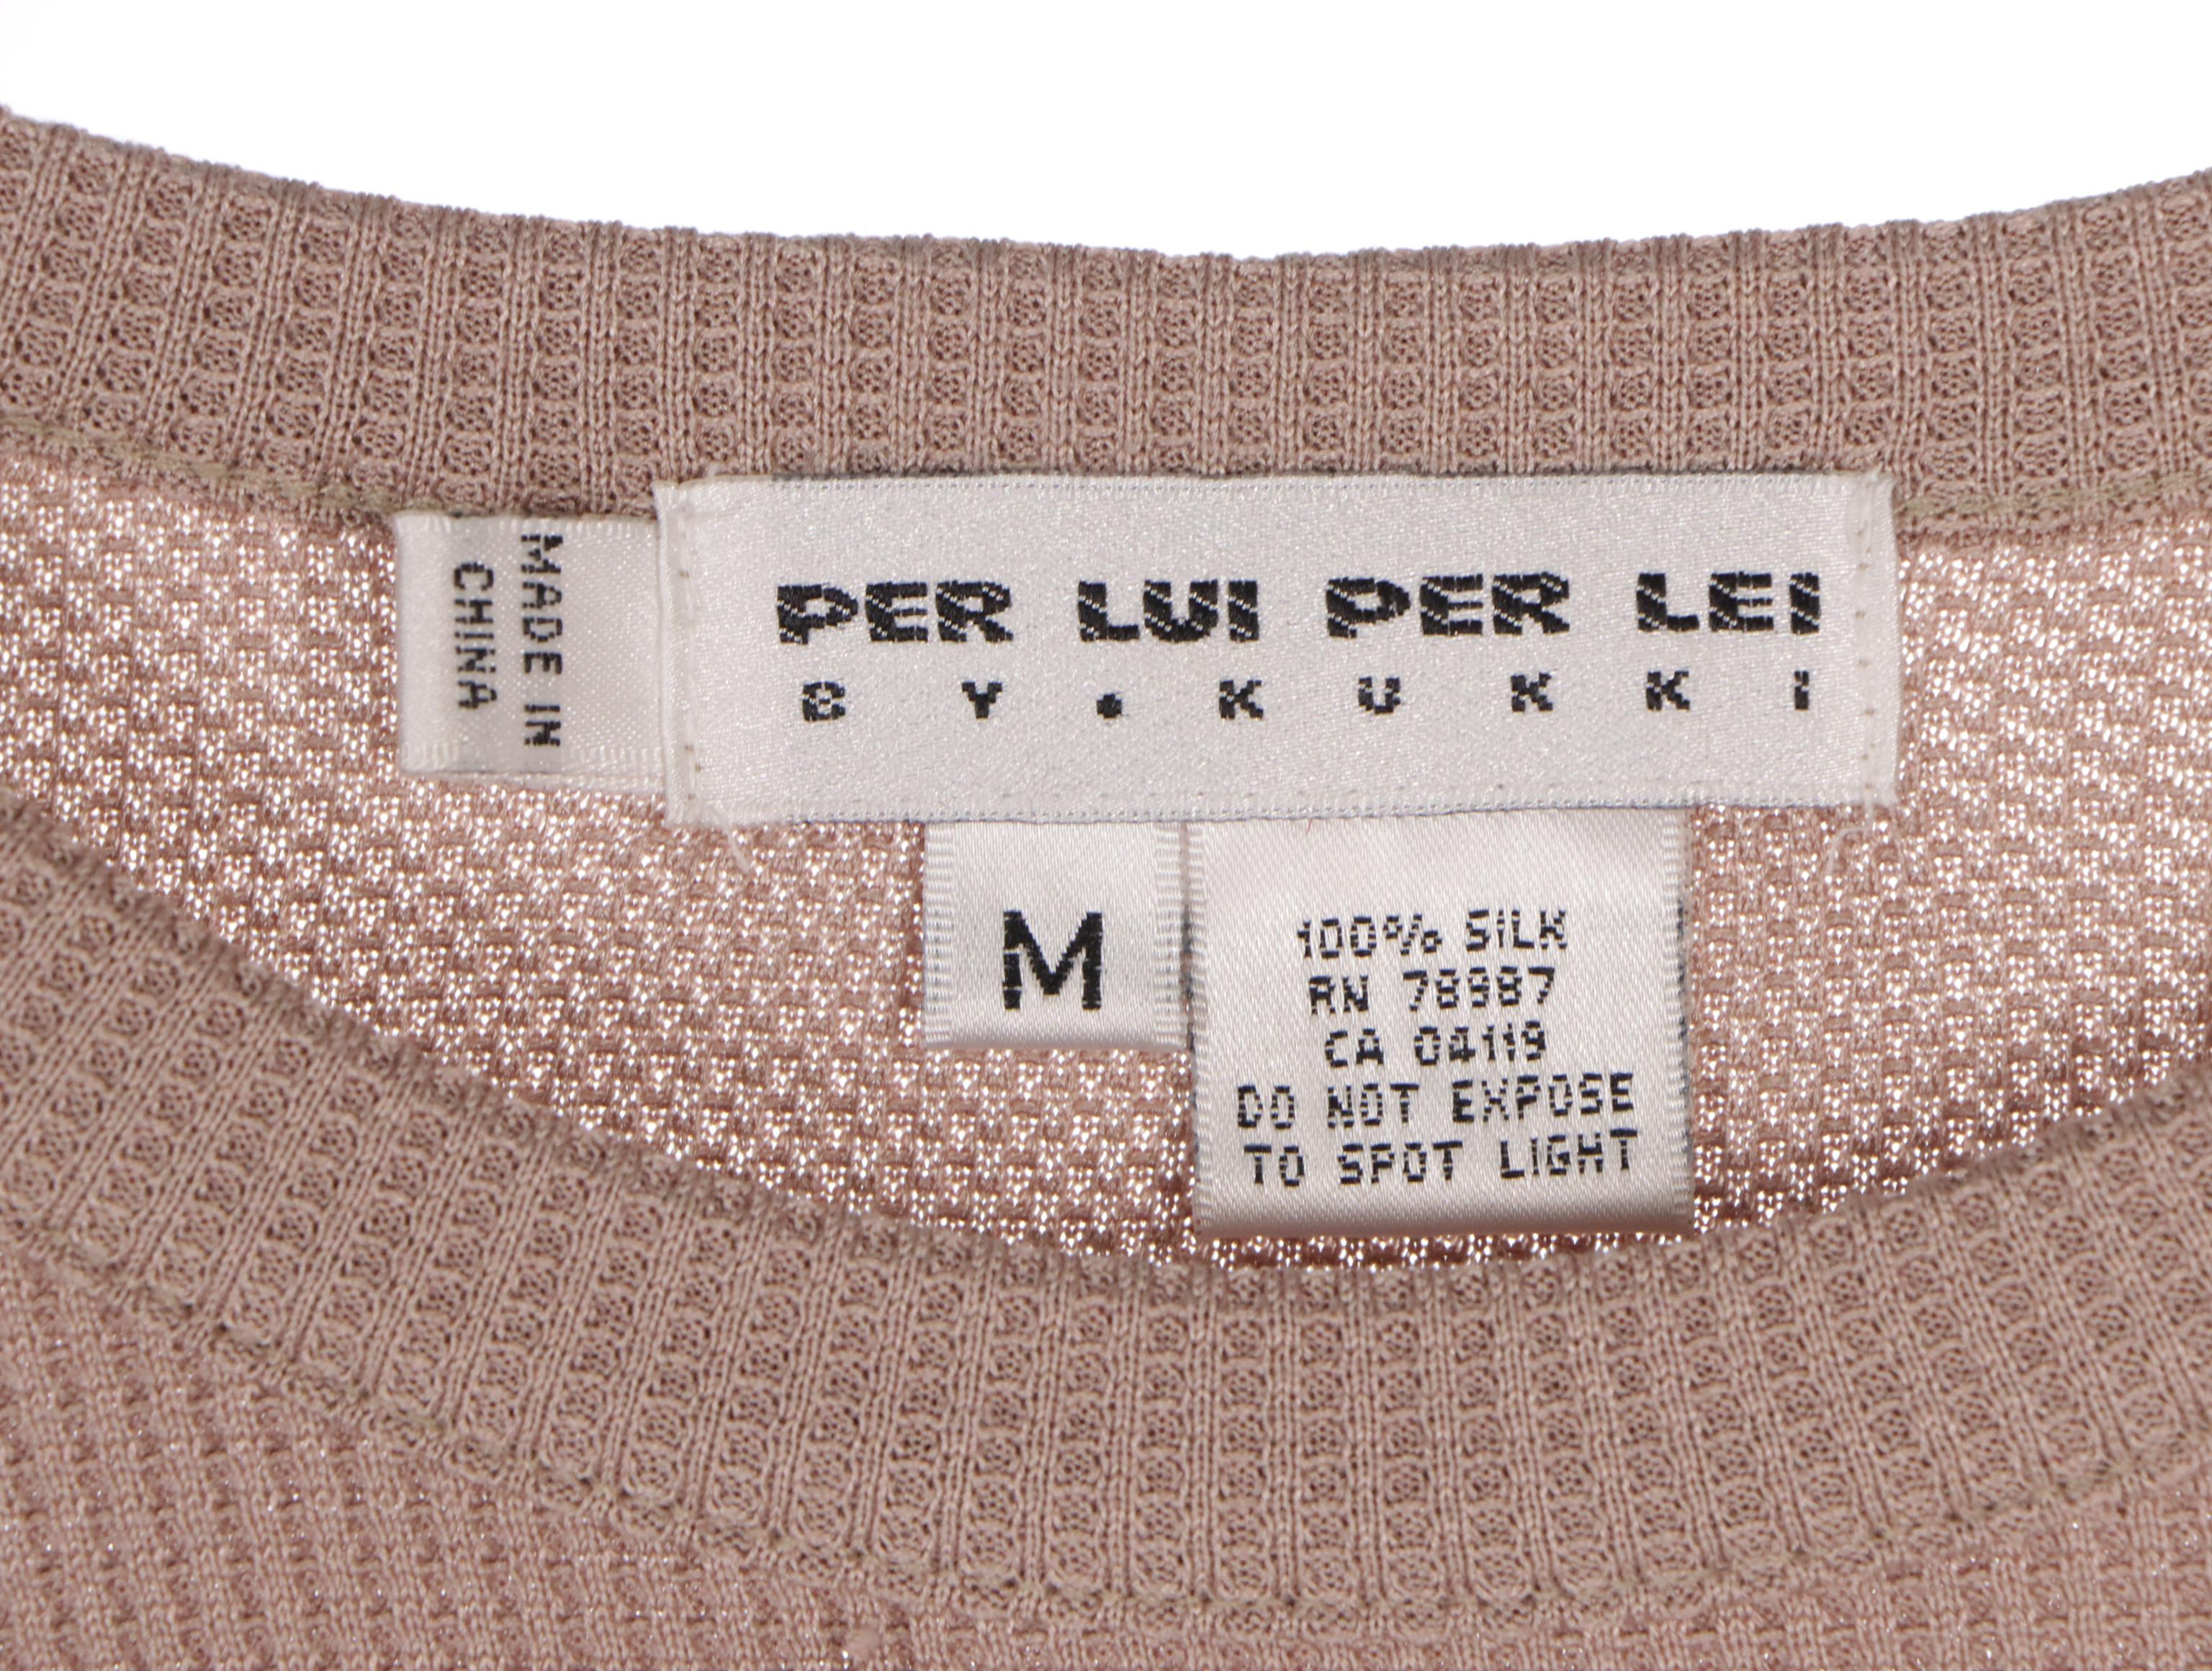 MADE IN
CHINA
PER LUI PER LEI
BY • KUKKI
M
100% SILK
RN 78987
CA 04119
DO NOT EXPOSE
TO SPOT LIGHT